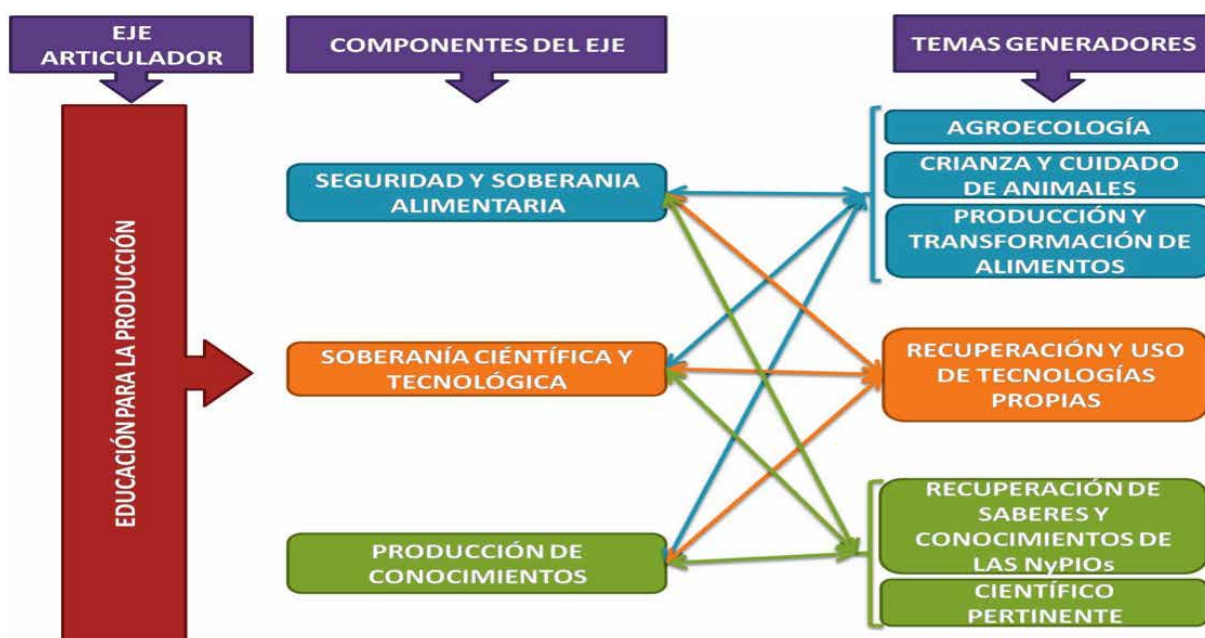 EJE
ARTICULADOR
COMPONENTES DEL EJE
TEMAS GENERADORES
EDUCACIÓN PARA LA PRODUCCIÓN
SEGURIDAD Y SOBERANIA
ALIMENTARIA
SOBERANÍA CIÉNTÍFICA Y
TECNOLÓGICA
PRODUCCIÓN DE
CONOCIMIENTOS
AGROECOLOGÍA
CRIANZA Y CUIDADO
DE ANIMALES
PRODUCCIÓN Y
TRANSFORMACIÓN DE
ALIMENTOS
RECUPERACIÓN Y USO
DE TECNOLOGÍAS
PROPIAS
RECUPERACIÓN DE
SABERES Y
CONOCIMIENTOS DE
LAS NyPIOs
CIENTÍFICO
PERTINENTE